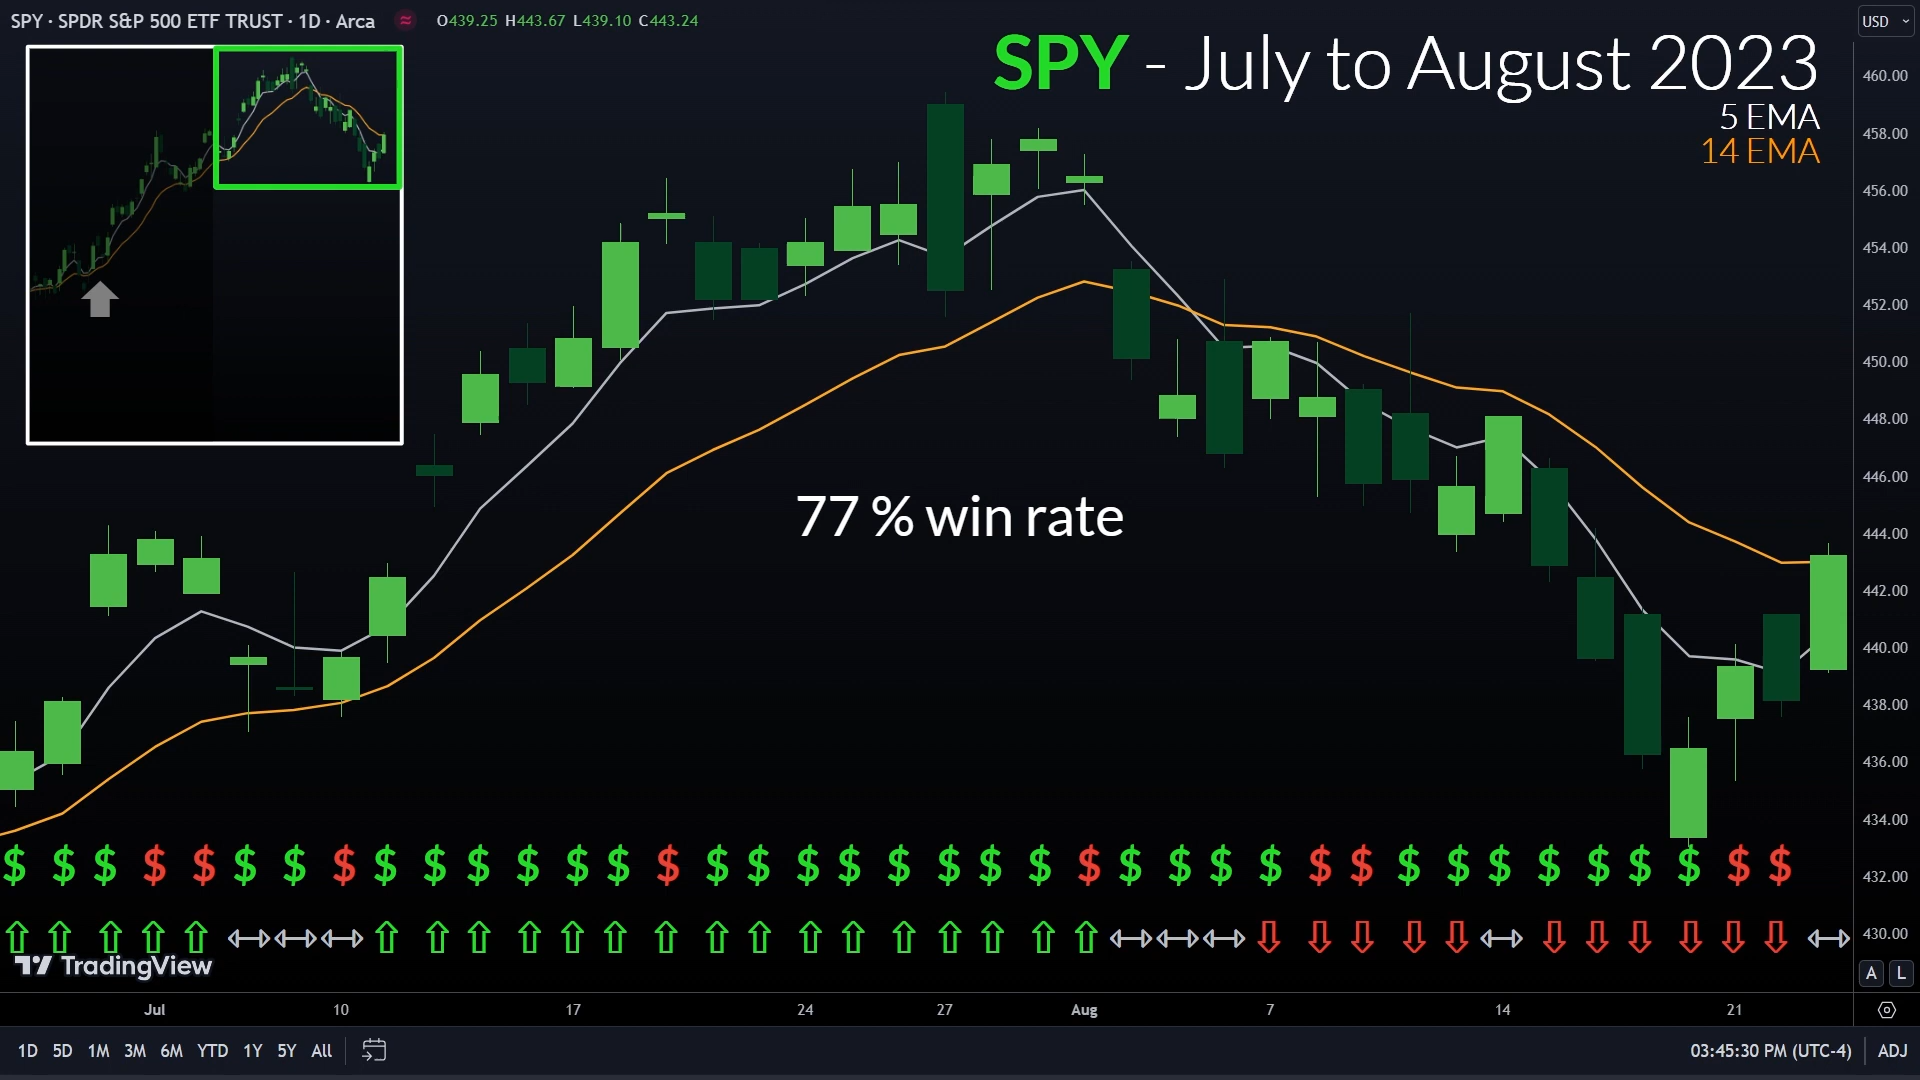 SPY · SPDR S&P 500 ETF TRUST · 1D · Arca ≈ O439.25 H443.67 L439.10 C443.24
USD
SPY - July to August 2023
5 EMA
14 EMA
460.00
458.00
456.00
454.00
452.00
450.00
448.00
446.00
444.00
442.00
440.00
438.00
436.00
434.00
432.00
430.00
77 % win rate
$ $ $ $ $ $ $ $ $ $ $ $ $ $ $ $ $ $ $ $ $ $ $ $ $ $ $ $ $ $ $ $ $ $ $ $ $ $ $
TradingView
A L
Jul 10 17 24 27 Aug 7 14 21
1D 5D 1M 3M 6M YTD 1Y 5Y All
03:45:30 PM (UTC-4) ADJ